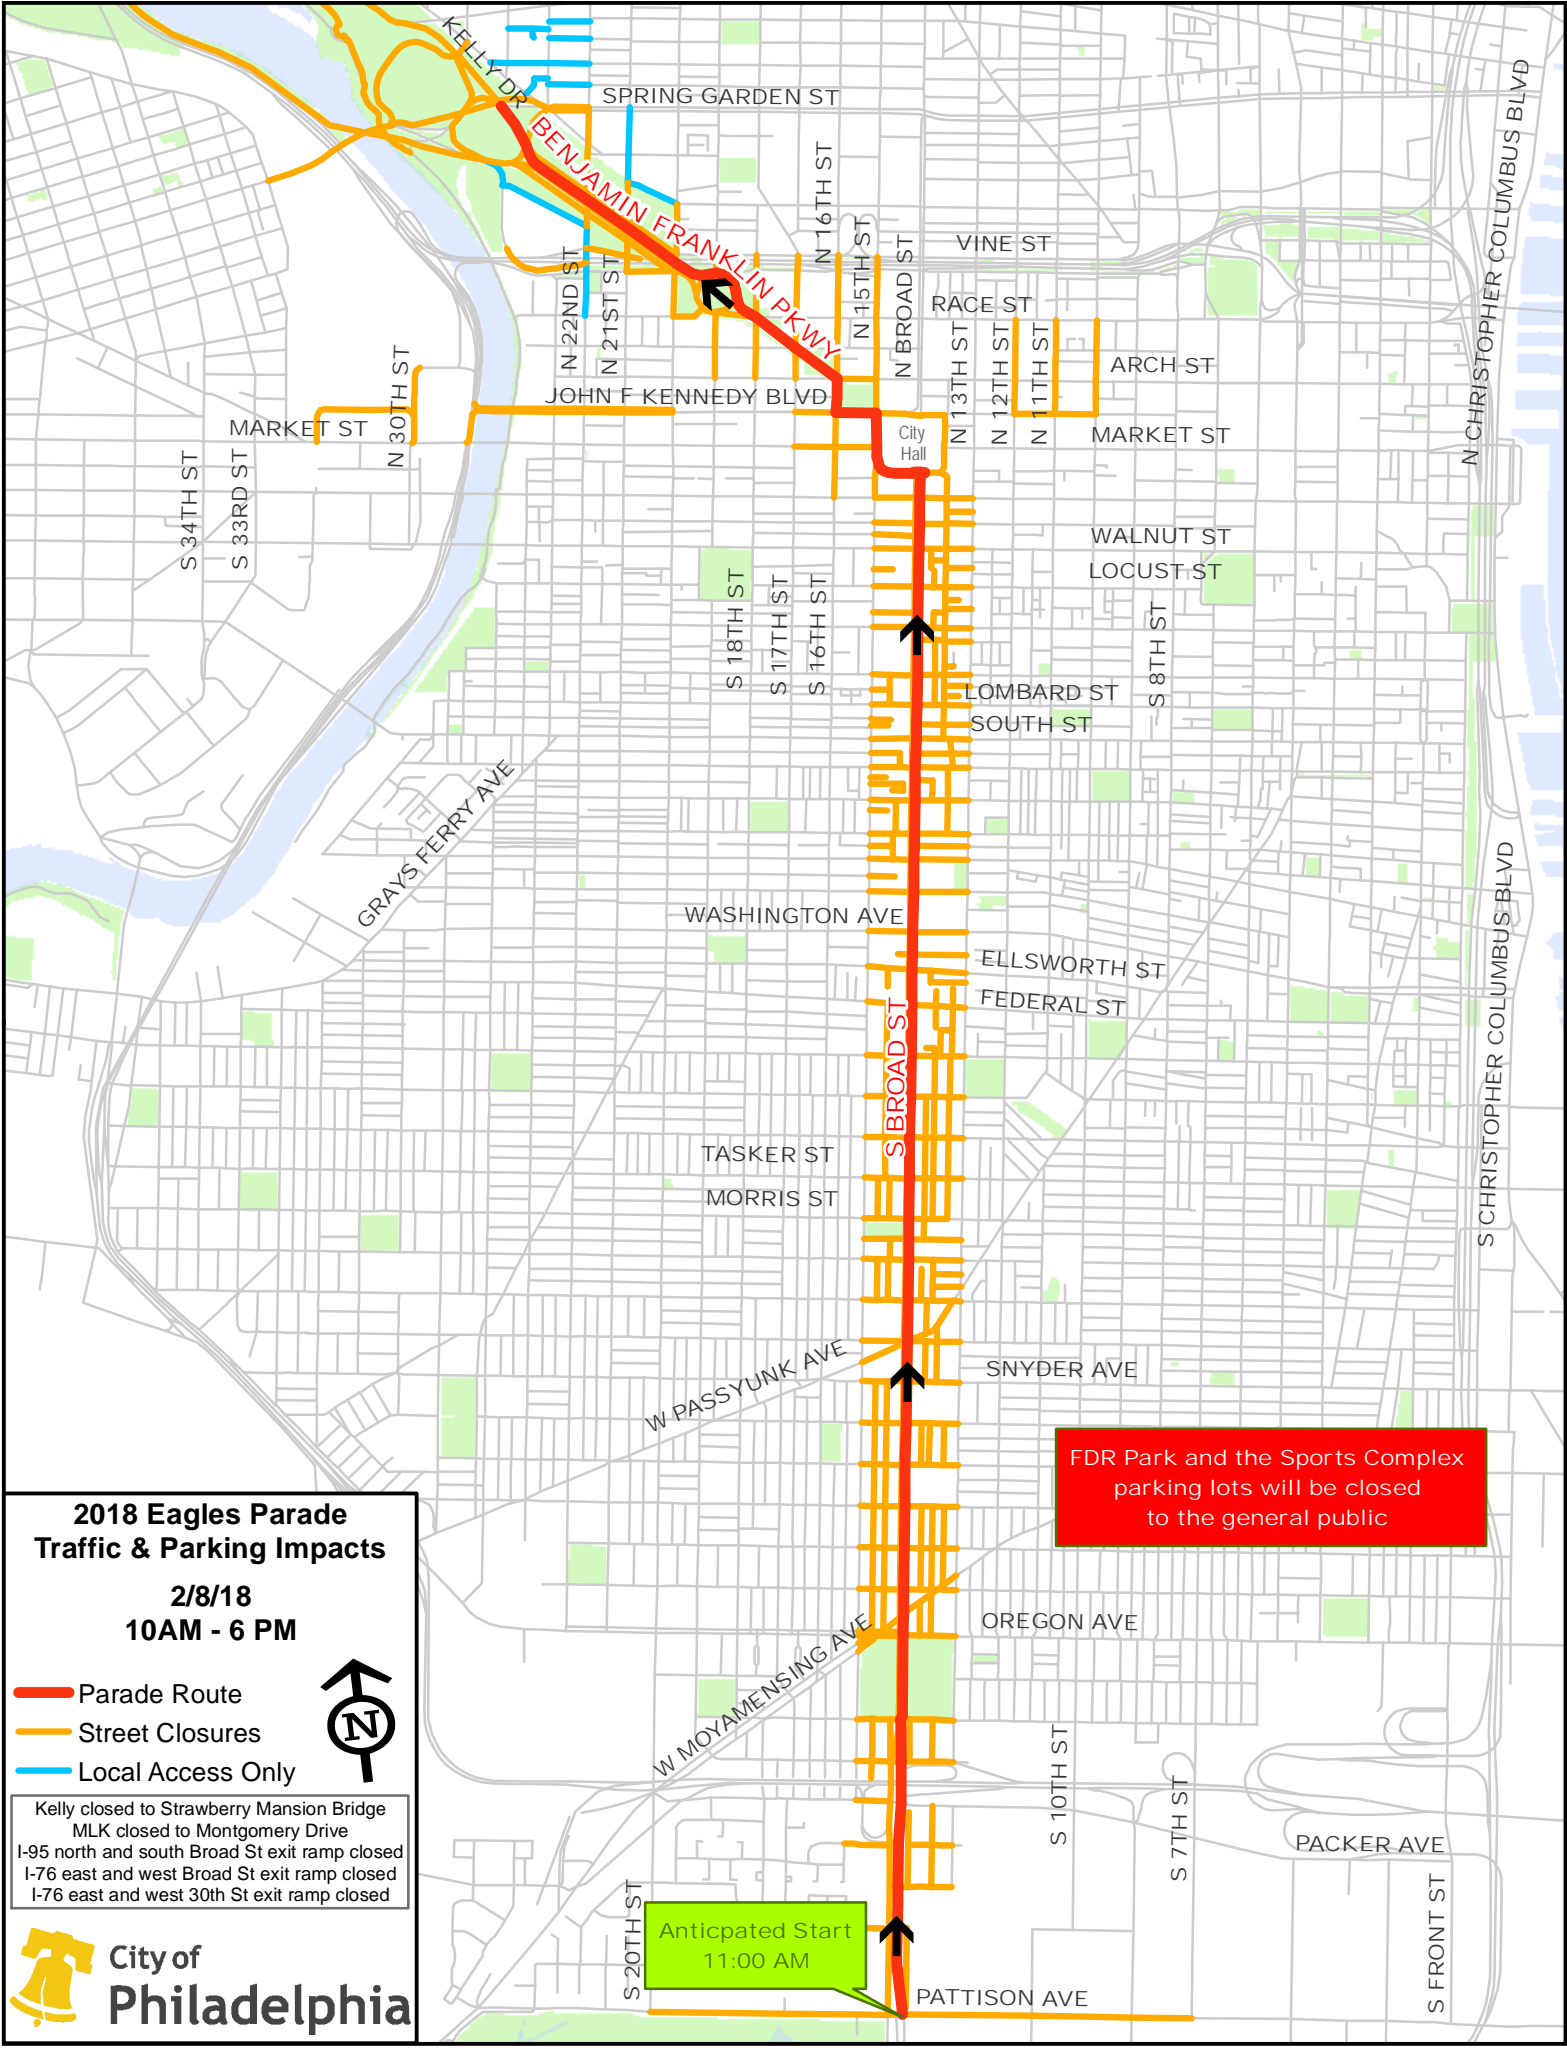 KELLY DR
SPRING GARDEN ST
BENJAMIN FRANKLIN PKWY
N 16TH ST
N 15TH ST
N BROAD ST
VINE ST
N 22ND ST
N 21ST ST
RACE ST
N 13TH ST
N 12TH ST
N 11TH ST
ARCH ST
N CHRISTOPHER COLUMBUS BLVD
N 30TH ST
JOHN F KENNEDY BLVD
MARKET ST
City
Hall
MARKET ST
S 34TH ST
S 33RD ST
WALNUT ST
LOCUST ST
S 18TH ST
S 17TH ST
S 16TH ST
S 8TH ST
LOMBARD ST
SOUTH ST
GRAYS FERRY AVE
WASHINGTON AVE
ELLSWORTH ST
FEDERAL ST
S BROAD ST
S CHRISTOPHER COLUMBUS BLVD
TASKER ST
MORRIS ST
W PASSYUNK AVE
SNYDER AVE
FDR Park and the Sports Complex
parking lots will be closed
to the general public
OREGON AVE
W MOYAMENSING AVE
S 10TH ST
S 7TH ST
PACKER AVE
S 20TH ST
S FRONT ST
Anticpated Start
11:00 AM
PATTISON AVE
2018 Eagles Parade
Traffic & Parking Impacts
2/8/18
10AM - 6 PM
Parade Route
Street Closures
Local Access Only
N
Kelly closed to Strawberry Mansion Bridge
MLK closed to Montgomery Drive
I-95 north and south Broad St exit ramp closed
I-76 east and west Broad St exit ramp closed
I-76 east and west 30th St exit ramp closed
City of
Philadelphia